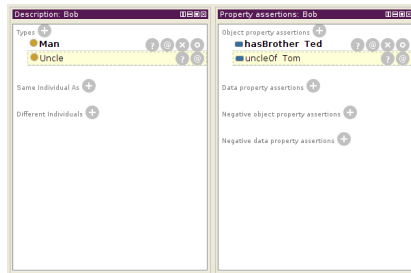 Description: Bob
Types
Man
Uncle
Same Individual As
Different Individuals
Property assertions: Bob
Object property assertions
hasBrother Ted
uncleOf Tom
Data property assertions
Negative object property assertions
Negative data property assertions